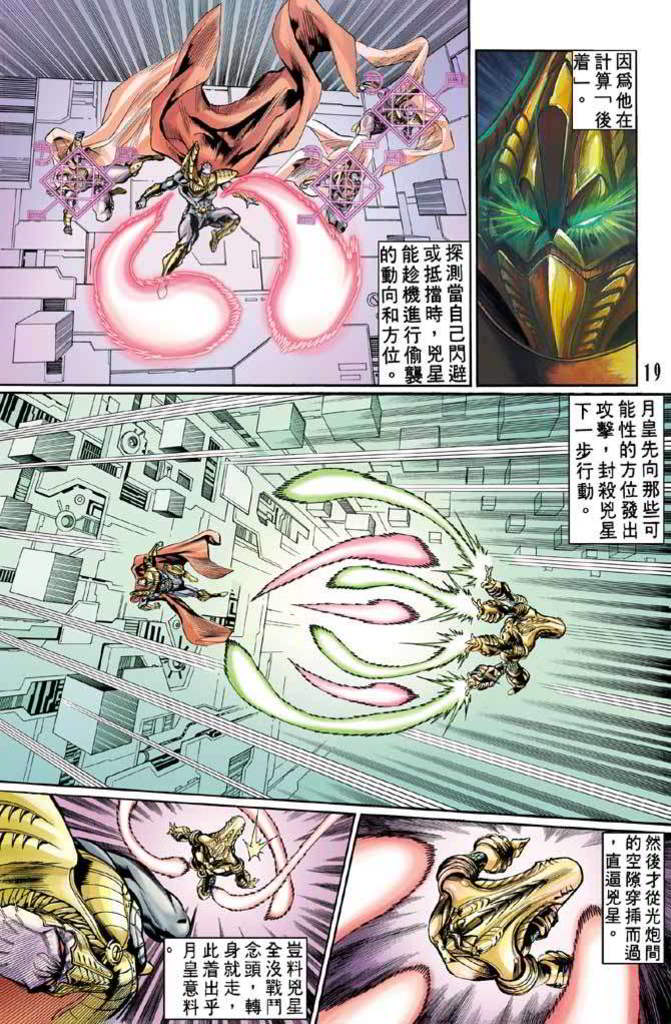 因爲他在
計算「後
着」。
探測當自己閃避
或抵擋時，兇星
能趁機進行偷襲
的動向和方位。
19
月皇先向那些可
能性的方位發出
攻擊，封殺兇星
下一步行動。
然後才從光炮間
的空隙穿揷而過
，直逼兇星。
豈料兇星
全沒戰鬥
念頭，轉
身就走，
此着出乎
月皇意料
。